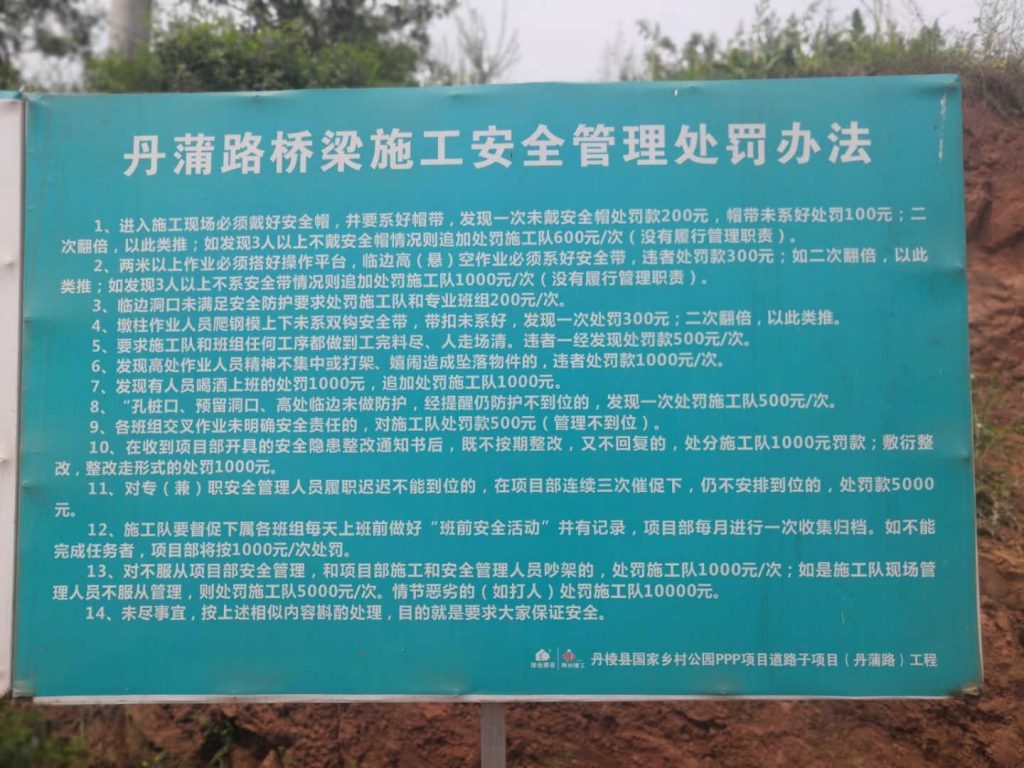 丹蒲路桥梁施工安全管理处罚办法
1、进入施工现场必须戴好安全帽，并要系好帽带，发现一次未戴安全帽处罚款200元，帽带未系好处罚100元；二
次翻倍，以此类推；如发现3人以上不戴安全帽情况则追加处罚施工队600元/次（没有履行管理职责）。
2、两米以上作业必须搭好操作平台，临边高（悬）空作业必须系好安全带，违者处罚款300元；如二次翻倍，以此
类推；如发现3人以上不系安全带情况则追加处罚施工队1000元/次（没有履行管理职责）。
3、临边洞口未满足安全防护要求处罚施工队和专业班组200元/次。
4、墩柱作业人员爬钢模上下未系双钩安全带，带扣未系好，发现一次处罚300元；二次翻倍，以此类推。
5、要求施工队和班组任何工序都做到工完料尽、人走场清。违者一经发现处罚款500元/次。
6、发现高处作业人员精神不集中或打架、嬉闹造成坠落物件的，违者处罚款1000元/次。
7、发现有人员喝酒上班的处罚1000元，追加处罚施工队1000元。
8、“孔桩口、预留洞口、高处临边未做防护，经提醒仍防护不到位的，发现一次处罚施工队500元/次。
9、各班组交叉作业未明确安全责任的，对施工队处罚款500元（管理不到位）。
10、在收到项目部开具的安全隐患整改通知书后，既不按期整改，又不回复的，处分施工队1000元罚款；敷衍整
改，整改走形式的处罚1000元。
11、对专（兼）职安全管理人员履职迟迟不能到位的，在项目部连续三次催促下，仍不安排到位的，处罚款5000
元。
12、施工队要督促下属各班组每天上班前做好“班前安全活动”并有记录，项目部每月进行一次收集归档。如不能
完成任务者，项目部将按1000元/次处罚。
13、对不服从项目部安全管理，和项目部施工和安全管理人员吵架的，处罚施工队1000元/次；如是施工队现场管
理人员不服从管理，则处罚施工队5000元/次。情节恶劣的（如打人）处罚施工队10000元。
14、未尽事宜，按上述相似内容斟酌处理，目的就是要求大家保证安全。
丹棱县国家乡村公园PPP项目道路子项目（丹蒲路）工程